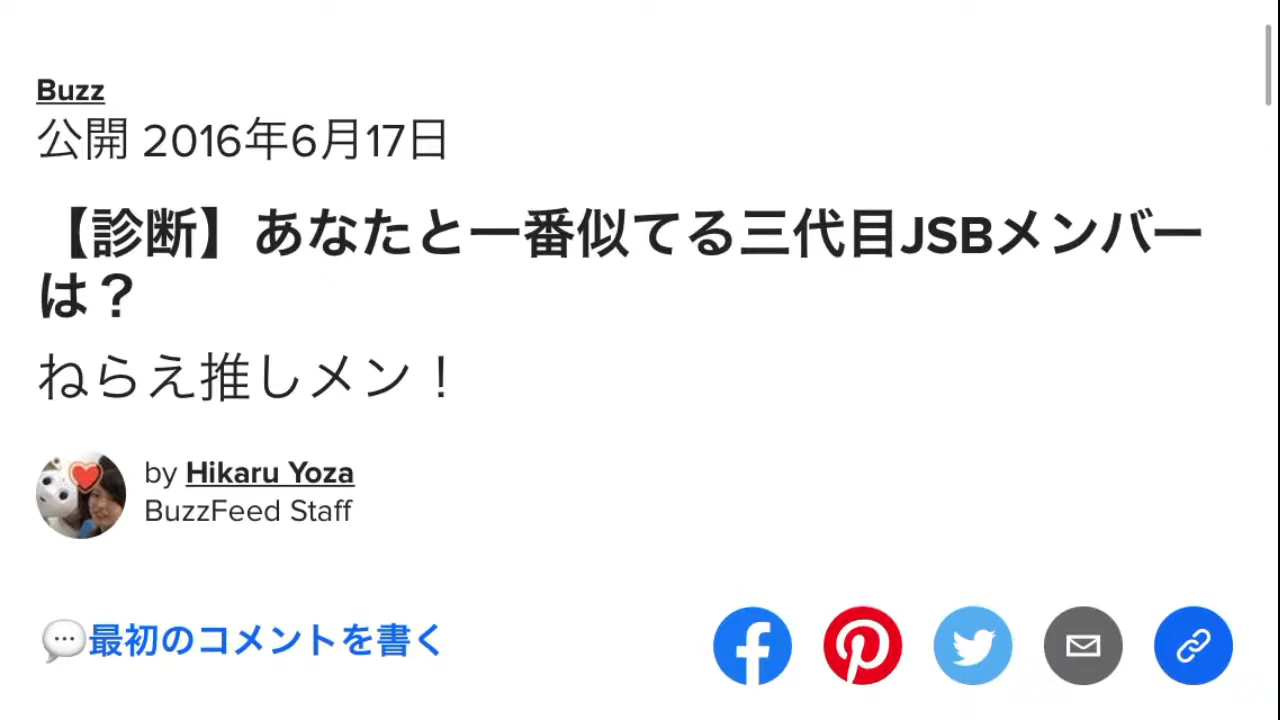 Buzz
公開 2016年6月17日
【診断】あなたと一番似てる三代目JSBメンバー
は？
ねらえ推しメン！
by Hikaru Yoza
BuzzFeed Staff
最初のコメントを書く